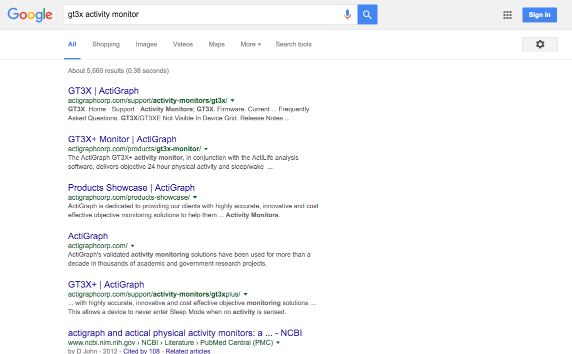 Google
gt3x activity monitor
Sign in
All Shopping Images Videos Maps More Search tools
About 5,660 results (0.38 seconds)
GT3X | ActiGraph
actigraphcorp.com/support/activity-monitors/gt3x/
GT3X. Home · Support · Activity Monitors; GT3X. Firmware. Current ... Frequently
Asked Questions. GT3X/GT3XE Not Visible In Device Grid. Release Notes ...
GT3X+ Monitor | ActiGraph
actigraphcorp.com/products/gt3x-monitor/
The ActiGraph GT3X+ activity monitor, in conjunction with the ActiLife analysis
software, delivers objective 24 hour physical activity and sleep/wake ...
Products Showcase | ActiGraph
actigraphcorp.com/products-showcase/
ActiGraph is dedicated to providing our clients with highly accurate, innovative and cost
effective objective monitoring solutions to help them ... Activity Monitors.
ActiGraph
actigraphcorp.com/
ActiGraph's validated activity monitoring solutions have been used for more than a
decade in thousands of academic and government research projects.
GT3X+ | ActiGraph
actigraphcorp.com/support/activity-monitors/gt3xplus/
... with highly accurate, innovative and cost effective objective monitoring solutions ...
This allows a device to never enter Sleep Mode when no activity is sensed.
actigraph and actical physical activity monitors: a ... - NCBI
www.ncbi.nlm.nih.gov › NCBI › Literature › PubMed Central (PMC)
by D John - 2012 - Cited by 108 - Related articles